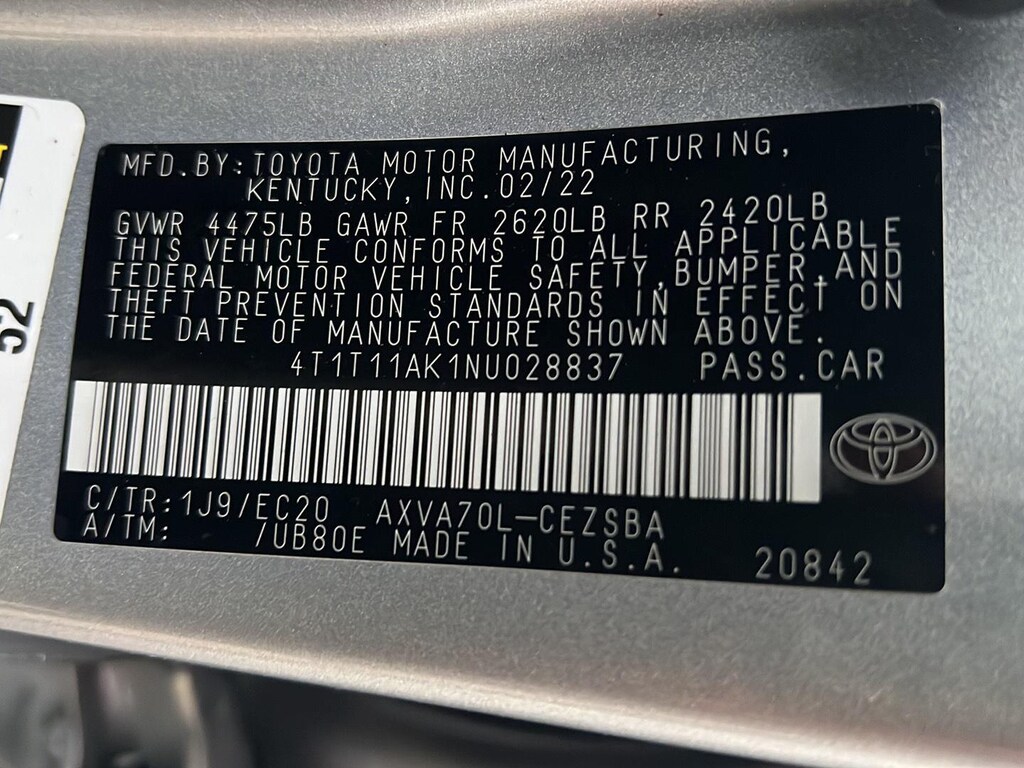 MFD.BY:TOYOTA MOTOR MANUFACTURING,
KENTUCKY,INC.02/22
GVWR 4475LB GAWR FR 2620LB RR 2420LB
THIS VEHICLE CONFORMS TO ALL APPLICABLE
FEDERAL MOTOR VEHICLE SAFETY,BUMPER,AND
THEFT PREVENTION STANDARDS IN EFFECT ON
THE DATE OF MANUFACTURE SHOWN ABOVE.
4T1T11AK1NU028837 PASS.CAR
C/TR:1J9/EC20 AXVA70L-CEZSBA
A/TM: /UB80E MADE IN U.S.A. 20842
52